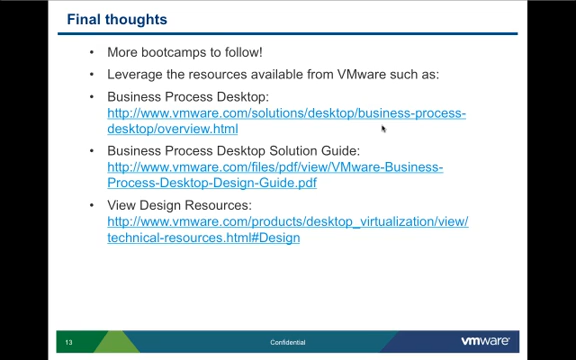 Final thoughts
• More bootcamps to follow!
• Leverage the resources available from VMware such as:
• Business Process Desktop:
http://www.vmware.com/solutions/desktop/business-process-
desktop/overview.html
• Business Process Desktop Solution Guide:
http://www.vmware.com/files/pdf/view/VMware-Business-
Process-Desktop-Design-Guide.pdf
• View Design Resources:
http://www.vmware.com/products/desktop_virtualization/view/
technical-resources.html#Design
13 Confidential vmware